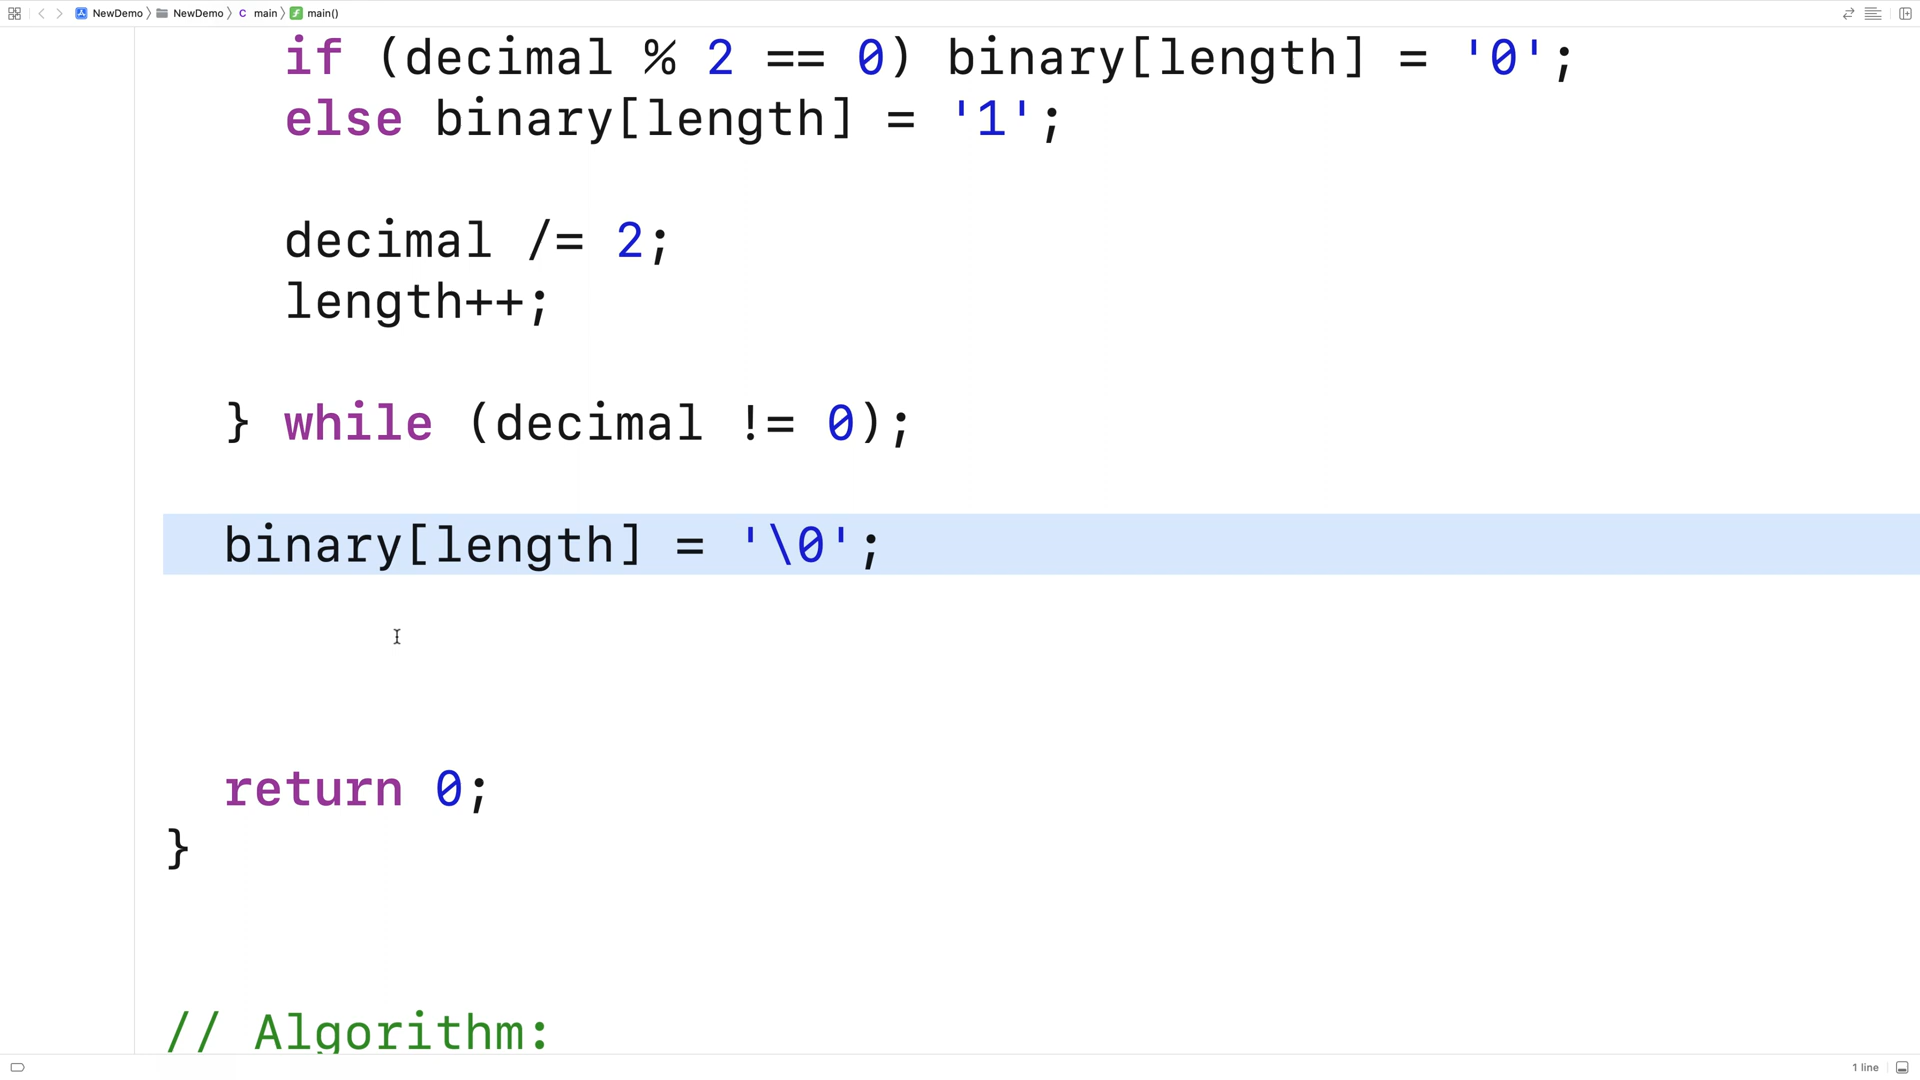 NewDemo NewDemo C main f main()
if (decimal % 2 == 0) binary[length] = '0';
else binary[length] = '1';
decimal /= 2;
length++;
} while (decimal != 0);
binary[length] = '\0';
return 0;
}
// Algorithm:
1 line